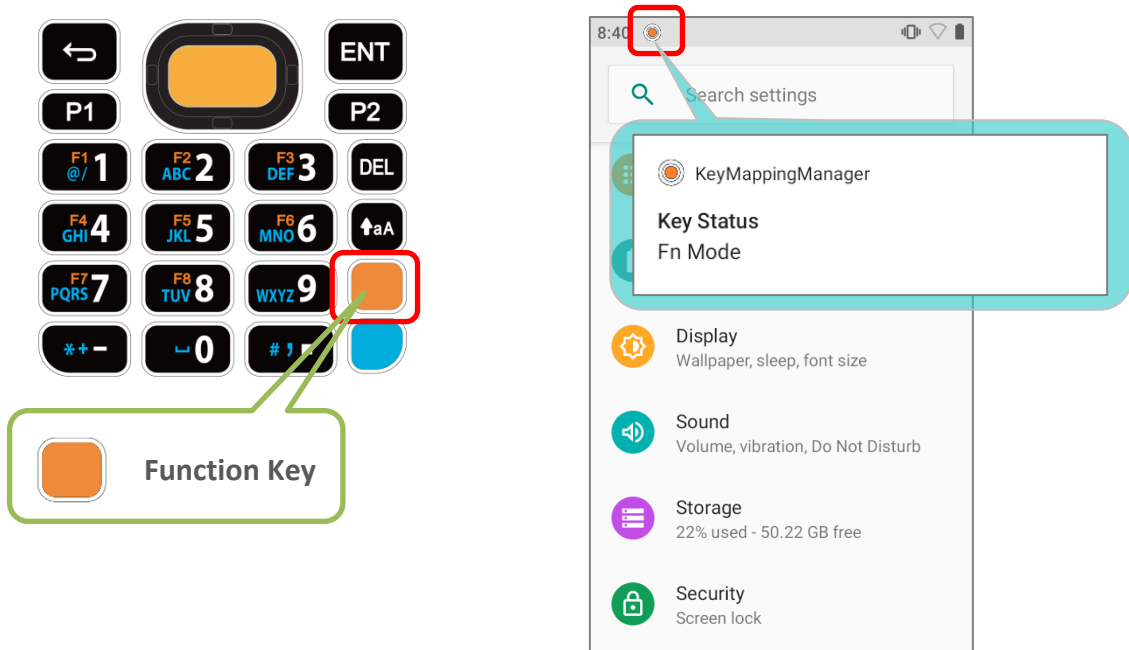 ENT
P1
P2
F1
@/ 1
F2
ABC 2
F3
DEF 3
DEL
F4
GHI 4
F5
JKL 5
F6
MNO 6
aA
F7
PQRS 7
F8
TUV 8
WXYZ 9
*+ -
0
# ,
Function Key
8:40
Search settings
KeyMappingManager
Key Status
Fn Mode
Display
Wallpaper, sleep, font size
Sound
Volume, vibration, Do Not Disturb
Storage
22% used - 50.22 GB free
Security
Screen lock